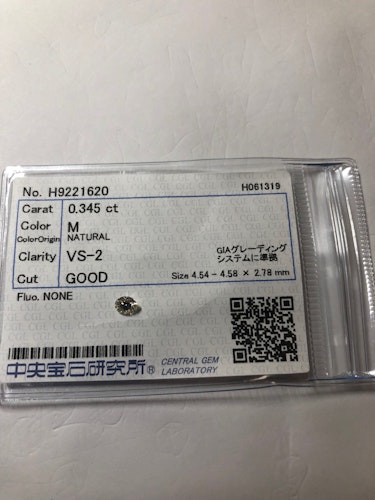 No. H9221620 H061319
Carat 0.345 ct
Color M
ColorOrigin NATURAL
Clarity VS-2 GIAグレーディング
システムに準拠
Cut GOOD Size 4.54 - 4.58 × 2.78 mm
Fluo. NONE
中央宝石研究所® CENTRAL GEM
LABORATORY